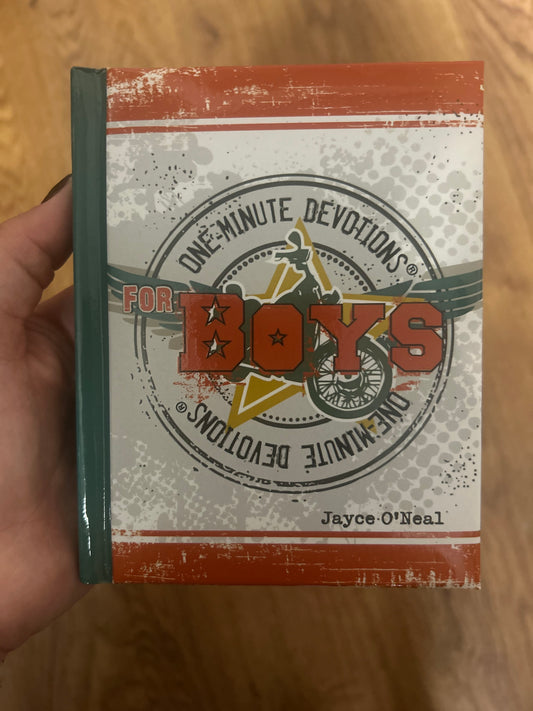 ONE-MINUTE DEVOTIONS®
FOR BOYS
ONE-MINUTE DEVOTIONS®
Jayce O'Neal